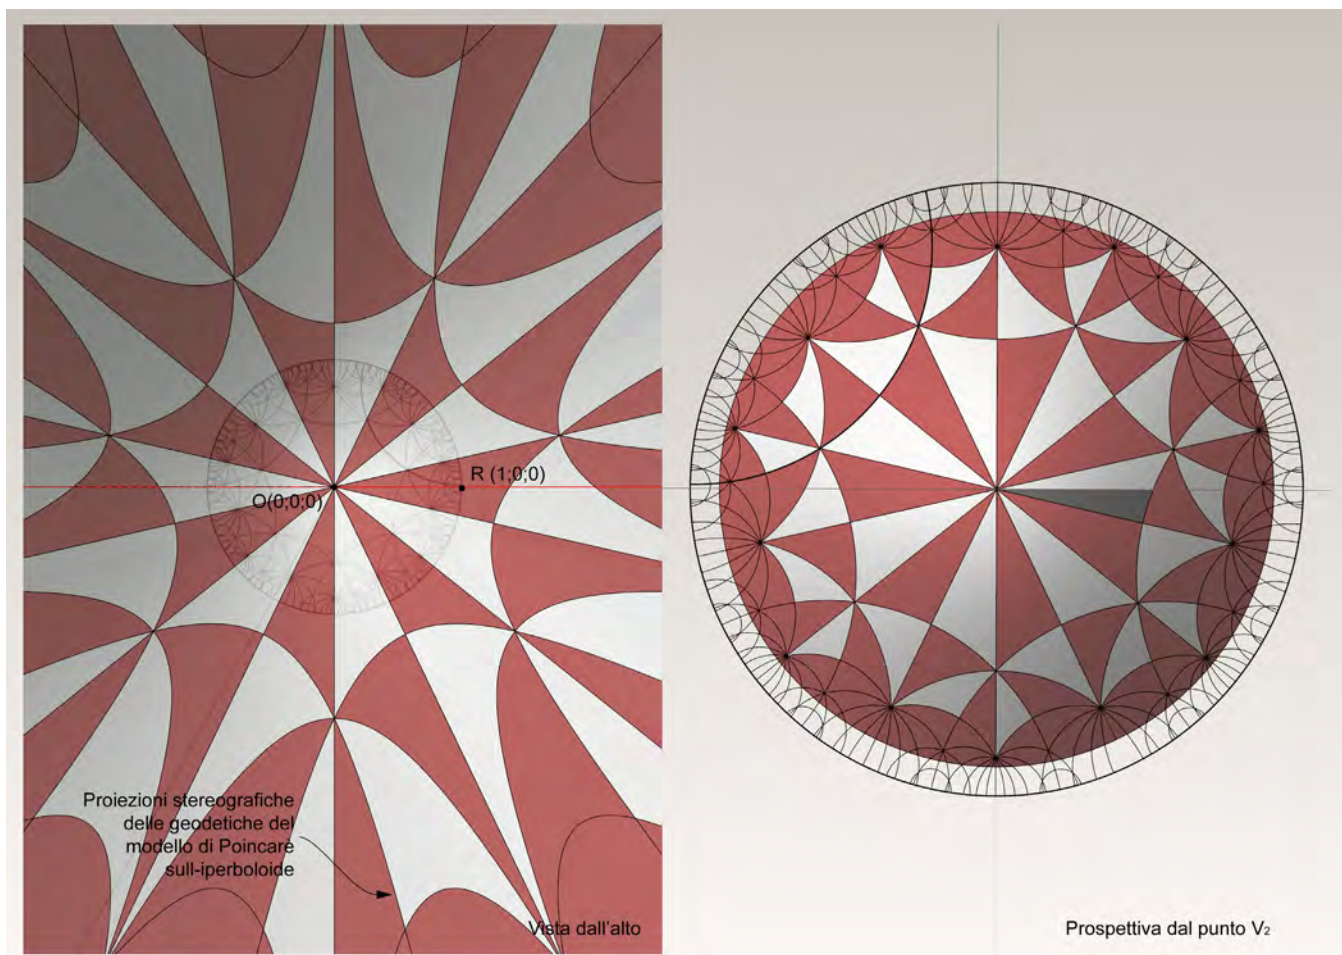 R (1;0;0)
O(0;0;0)
Proiezioni stereografiche
delle geodetiche del
modello di Poincarè
sull-iperboloide
Vista dall'alto
Prospettiva dal punto V2